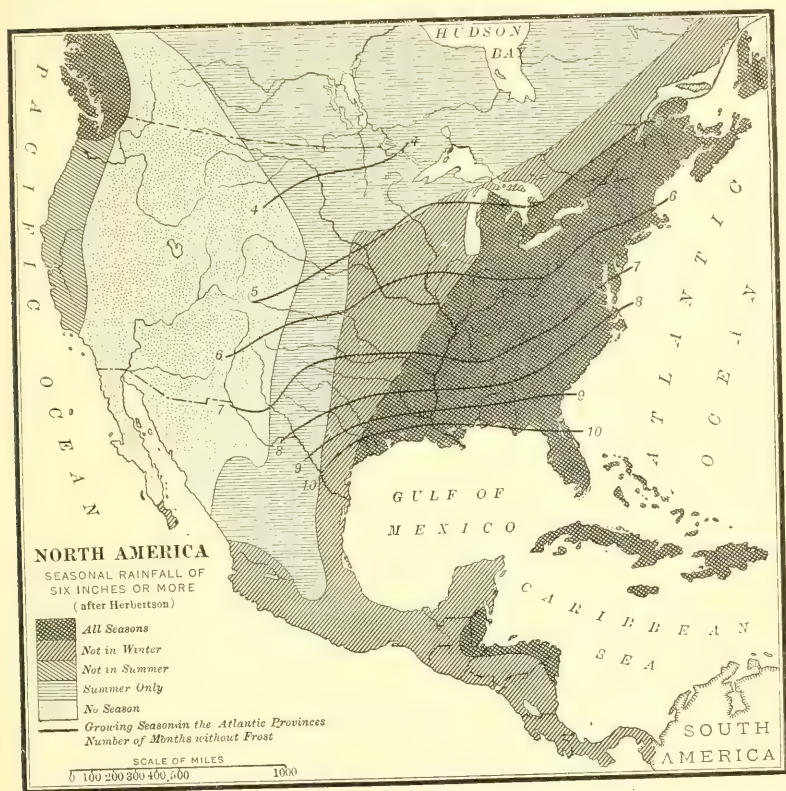 HUDSON
BAY
PACIFIC OCEAN
ATLANTIC OCEAN
4
4
5
6
6
7
7
8
8
9
9
10
10
GULF OF
MEXICO
CARIBBEAN
SEA
SOUTH
AMERICA
NORTH AMERICA
SEASONAL RAINFALL OF
SIX INCHES OR MORE
(after Herbertson)
All Seasons
Not in Winter
Not in Summer
Summer Only
No Season
Growing Season in the Atlantic Provinces
Number of Months without Frost
SCALE OF MILES
0 100 200 300 400 500 1000